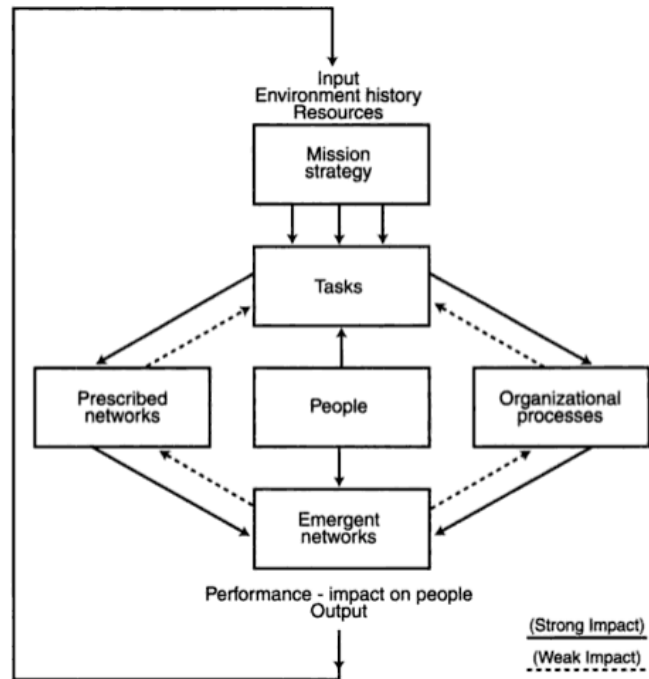 Input
Environment history
Resources
Mission
strategy
Tasks
Prescribed
networks
People
Organizational
processes
Emergent
networks
Performance - impact on people
Output
(Strong Impact)
(Weak Impact)